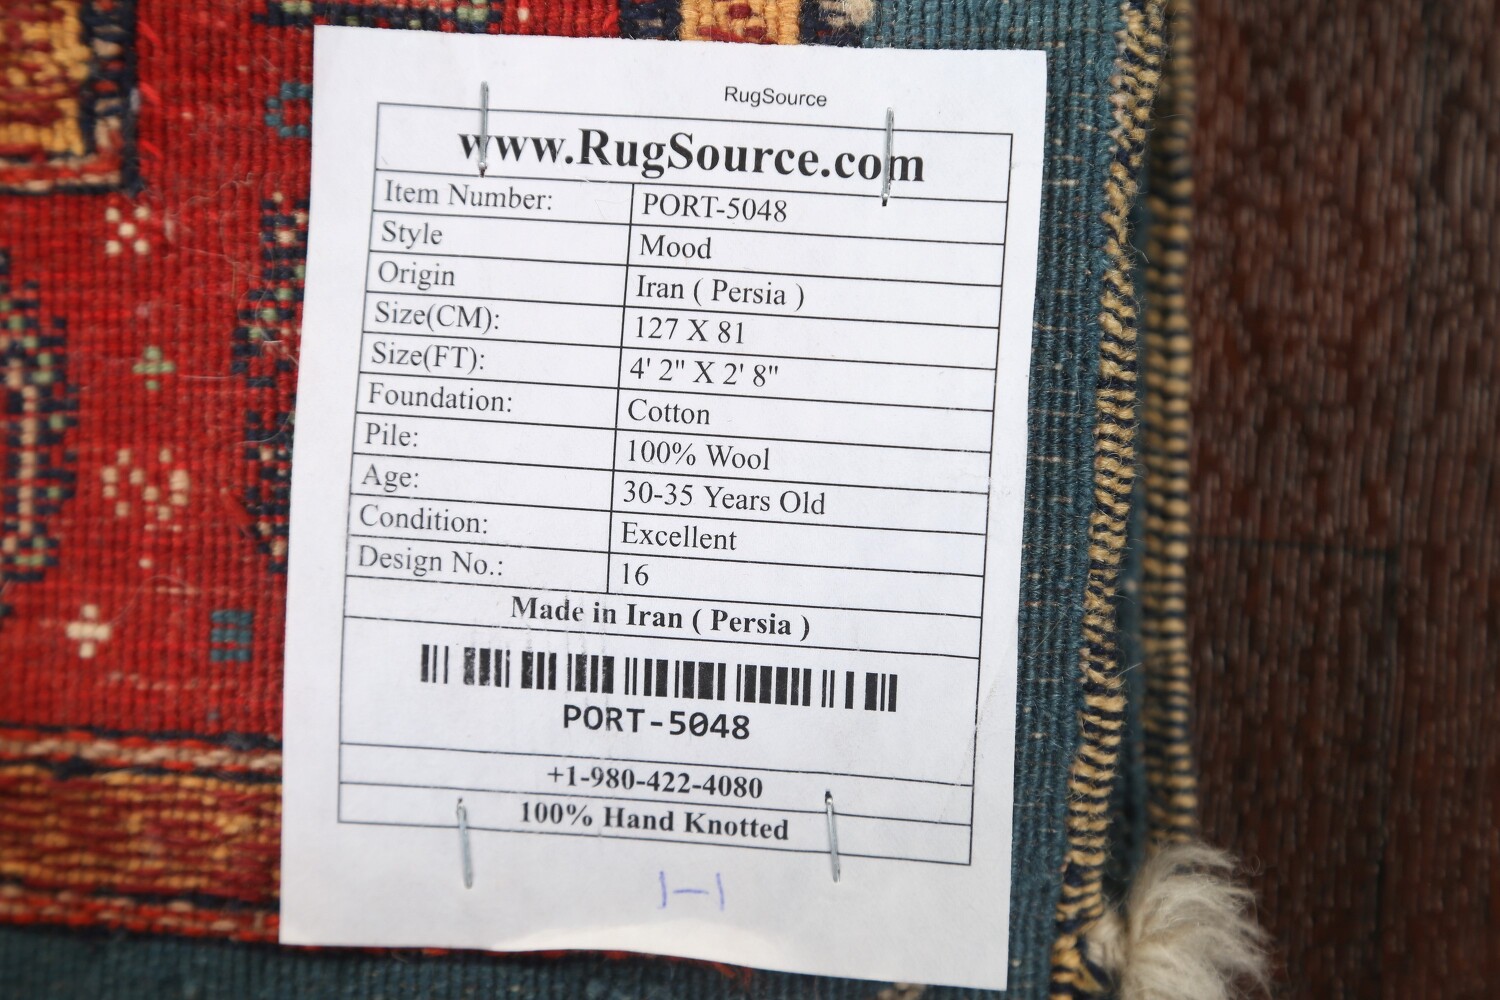 RugSource
www.RugSource.com
Item Number: PORT-5048
Style Mood
Origin Iran ( Persia )
Size(CM): 127 X 81
Size(FT): 4' 2" X 2' 8"
Foundation: Cotton
Pile: 100% Wool
Age: 30-35 Years Old
Condition: Excellent
Design No.: 16
Made in Iran ( Persia )
PORT-5048
+1-980-422-4080
100% Hand Knotted
1-1